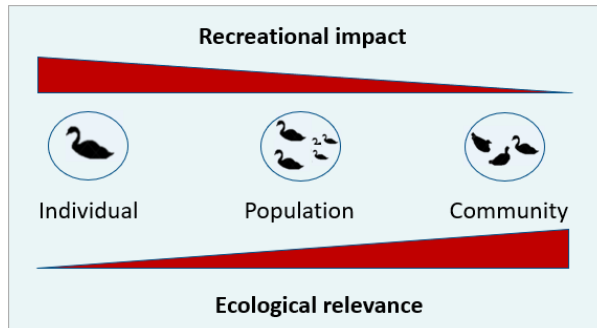 Recreational impact
Individual Population Community
Ecological relevance